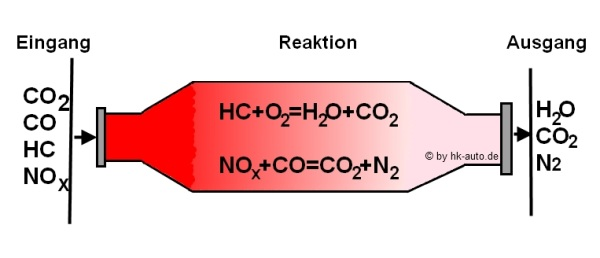 Eingang
Reaktion
Ausgang
CO₂
CO
HC
NOₓ
HC+O₂=H₂O+CO₂
NOₓ+CO=CO₂+N₂
© by hk-auto.de
H₂O
CO₂
N₂